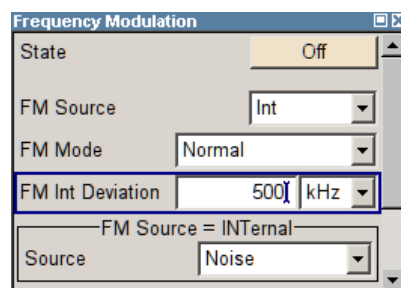 Frequency Modulation
State Off
FM Source Int
FM Mode Normal
FM Int Deviation 500 kHz
FM Source = INTernal
Source Noise